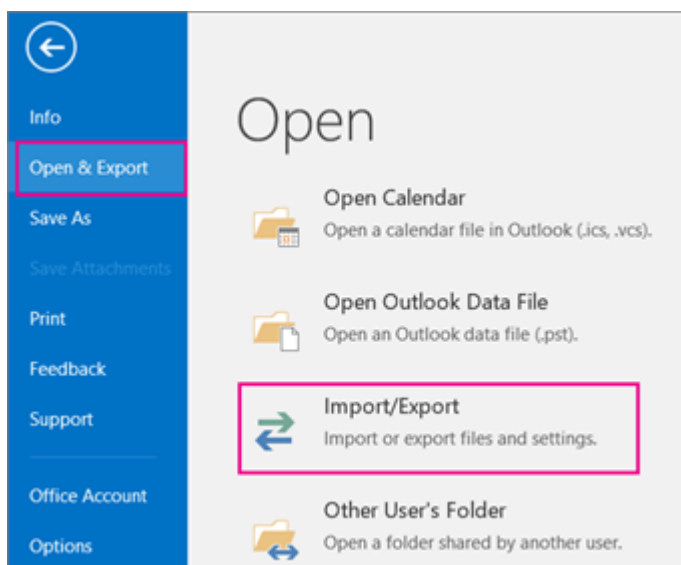 Info
Open & Export
Save As
Save Attachments
Print
Feedback
Support
Office Account
Options
Open
Open Calendar
Open a calendar file in Outlook (.ics, .vcs).
Open Outlook Data File
Open an Outlook data file (.pst).
Import/Export
Import or export files and settings.
Other User's Folder
Open a folder shared by another user.